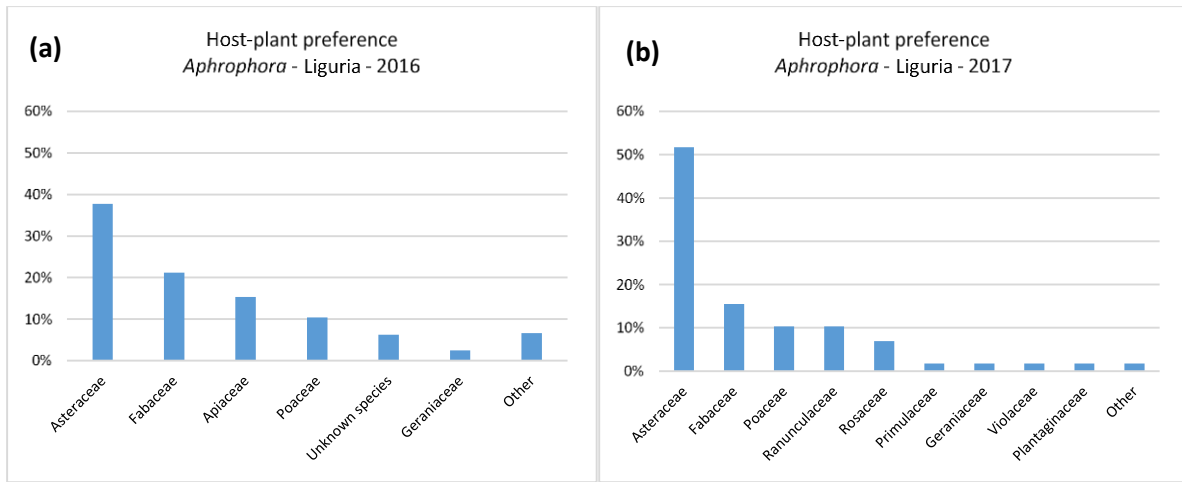 (a)
Host-plant preference
Aphrophora - Liguria - 2016
60%
50%
40%
30%
20%
10%
0%
Asteraceae
Fabaceae
Apiaceae
Poaceae
Unknown species
Geraniaceae
Other
(b)
Host-plant preference
Aphrophora - Liguria - 2017
60%
50%
40%
30%
20%
10%
0%
Asteraceae
Fabaceae
Poaceae
Ranunculaceae
Rosaceae
Primulaceae
Geraniaceae
Violaceae
Plantaginaceae
Other